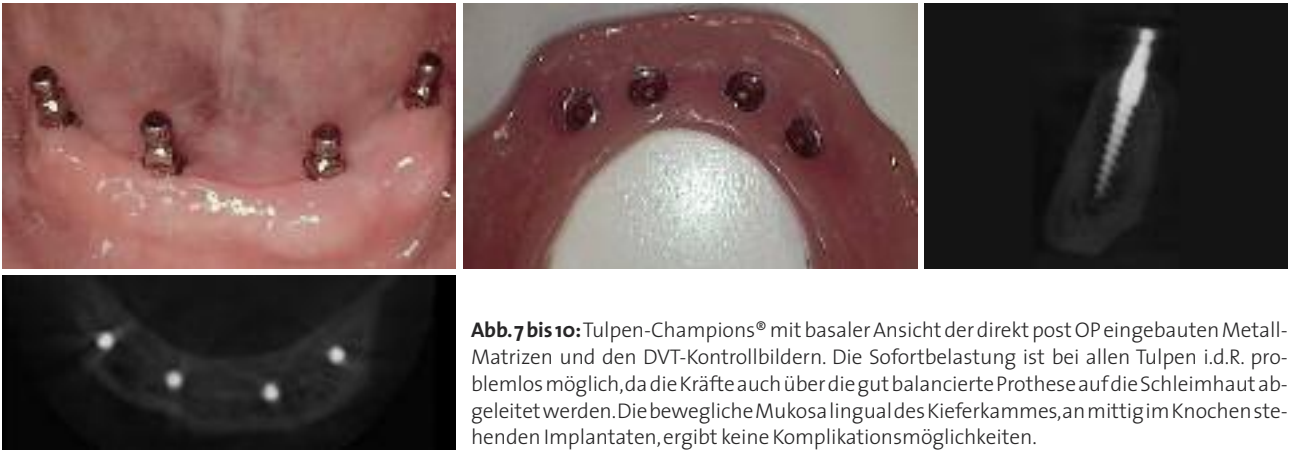 Abb. 7 bis 10: Tulpen-Champions® mit basaler Ansicht der direkt post OP eingebauten Metall-
Matrizen und den DVT-Kontrollbildern. Die Sofortbelastung ist bei allen Tulpen i.d.R. pro-
blemlos möglich, da die Kräfte auch über die gut balancierte Prothese auf die Schleimhaut ab-
geleitet werden. Die bewegliche Mukosa lingual des Kieferkammes, an mittig im Knochen ste-
henden Implantaten, ergibt keine Komplikationsmöglichkeiten.